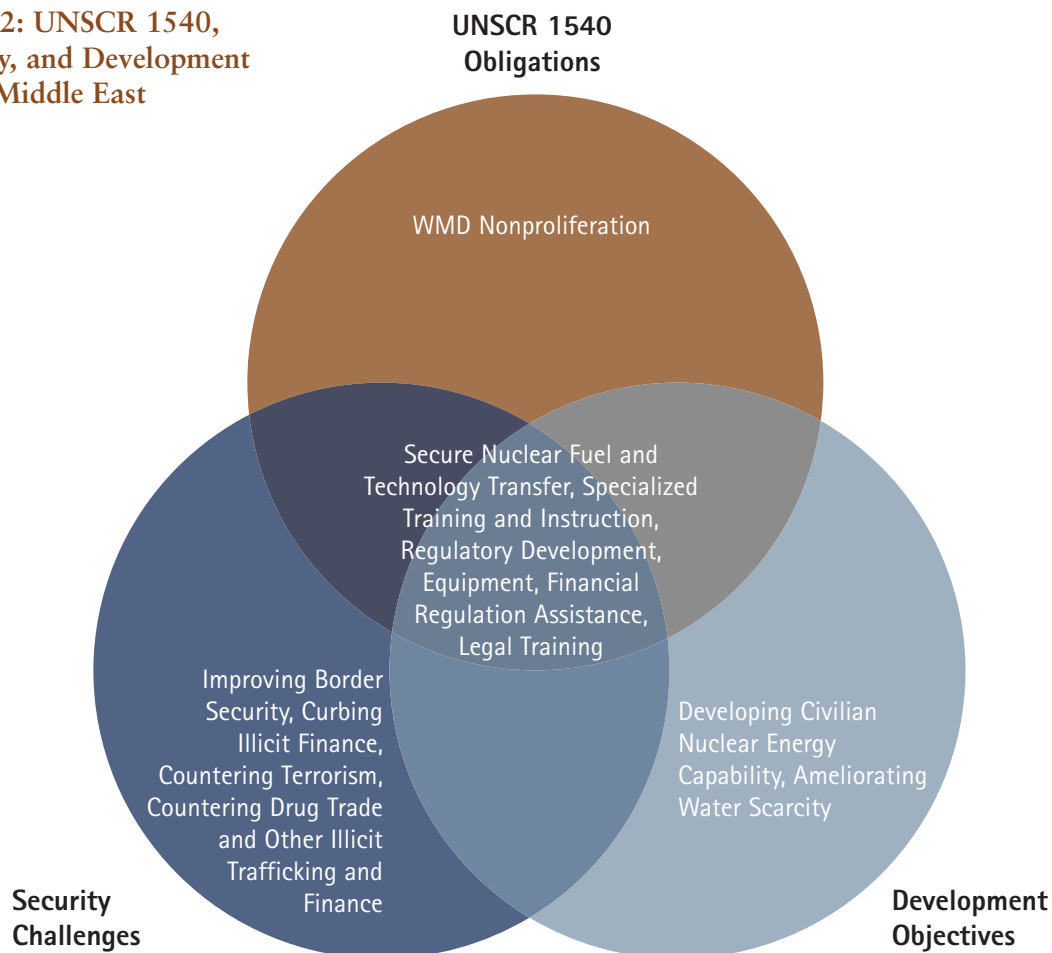 2: UNSCR 1540,
y, and Development
Middle East
UNSCR 1540
Obligations
WMD Nonproliferation
Secure Nuclear Fuel and
Technology Transfer, Specialized
Training and Instruction,
Regulatory Development,
Equipment, Financial
Regulation Assistance,
Legal Training
Improving Border
Security, Curbing
Illicit Finance,
Countering Terrorism,
Countering Drug Trade
and Other Illicit
Trafficking and
Finance
Developing Civilian
Nuclear Energy
Capability, Ameliorating
Water Scarcity
Security
Challenges
Development
Objectives